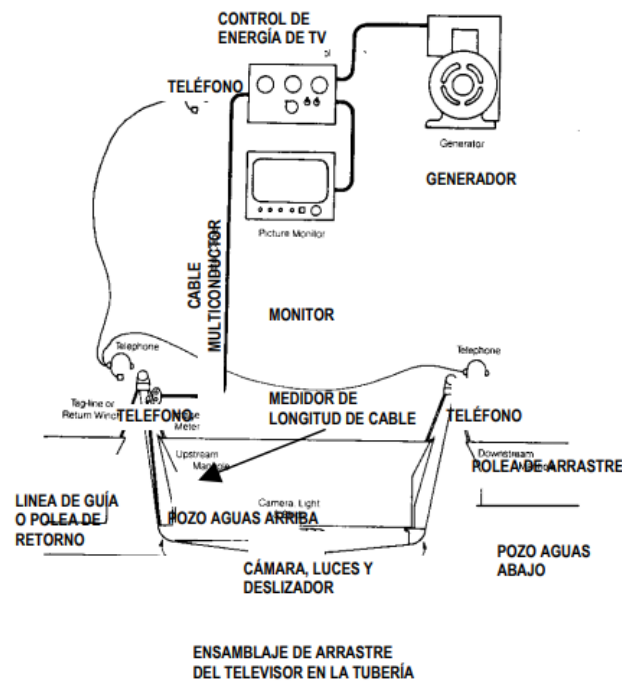 CONTROL DE
ENERGÍA DE TV
TELÉFONO
Generator
GENERADOR
Picture Monitor
CABLE
MULTICONDUCTOR
MONITOR
Telephone
Telephone
Tag-line or
Return Winch
TELEFONO
Meter
MEDIDOR DE
LONGITUD DE CABLE
TELÉFONO
Upstream
Downstream
POLEA DE ARRASTRE
LINEA DE GUÍA
O POLEA DE
RETORNO
Camera, Light
POZO AGUAS ARRIBA
POZO AGUAS
ABAJO
CÁMARA, LUCES Y
DESLIZADOR
ENSAMBLAJE DE ARRASTRE
DEL TELEVISOR EN LA TUBERÍA